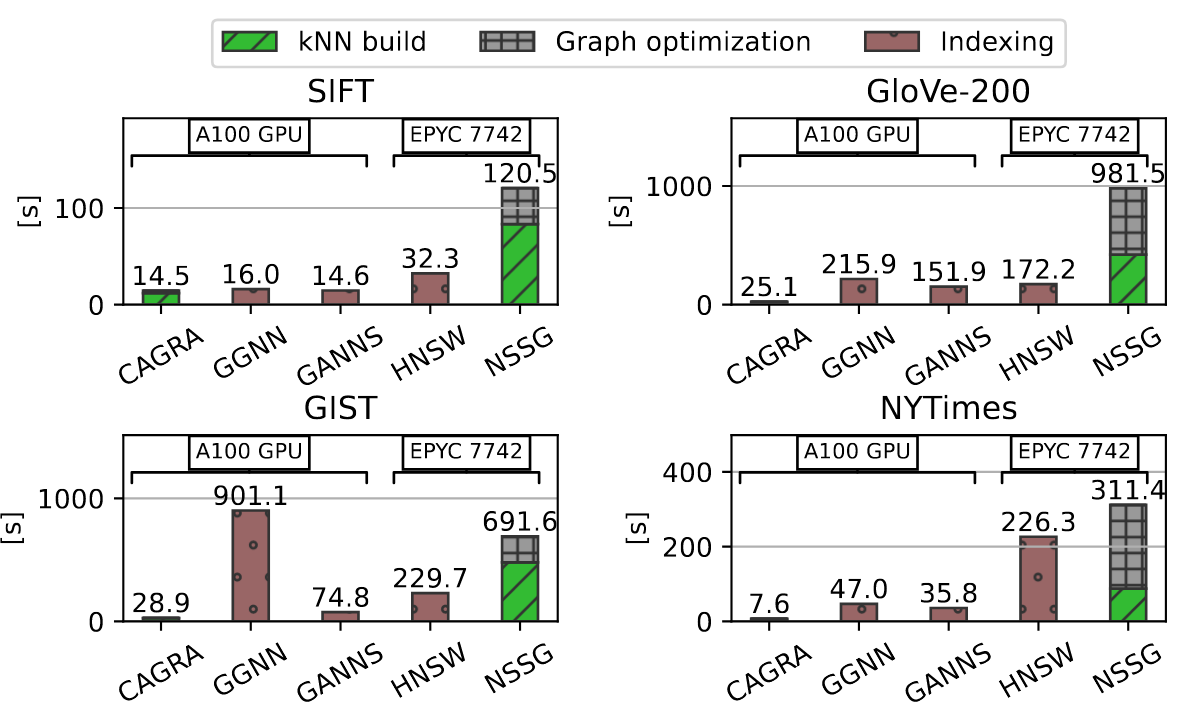 kNN build Graph optimization Indexing
SIFT
A100 GPU EPYC 7742
[s]
100
0
14.5 16.0 14.6 32.3 120.5
CAGRA GGNN GANNS HNSW NSSG
GloVe-200
A100 GPU EPYC 7742
[s]
1000
0
25.1 215.9 151.9 172.2 981.5
CAGRA GGNN GANNS HNSW NSSG
GIST
A100 GPU EPYC 7742
[s]
1000
0
28.9 901.1 74.8 229.7 691.6
CAGRA GGNN GANNS HNSW NSSG
NYTimes
A100 GPU EPYC 7742
[s]
400
200
0
7.6 47.0 35.8 226.3 311.4
CAGRA GGNN GANNS HNSW NSSG